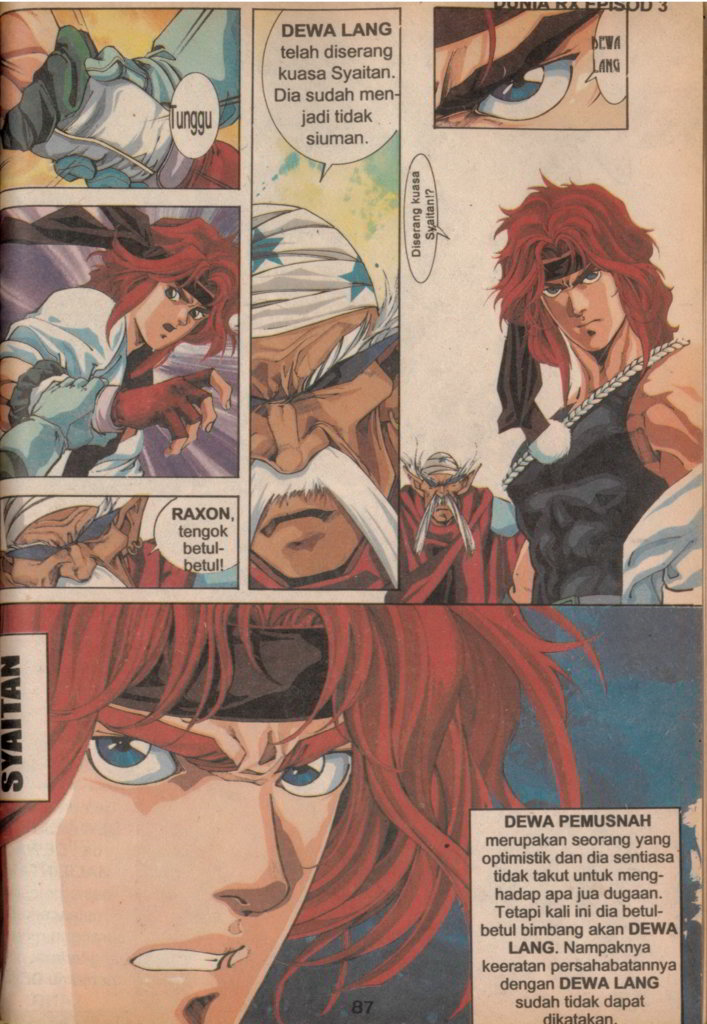 DUNIA RX EPISOD 3
Tunggu
DEWA LANG
telah diserang
kuasa Syaitan.
Dia sudah men-
jadi tidak
siuman.
DEWA
LANG
Diserang kuasa
Syaitan!?
RAXON,
tengok
betul-
betul!
SYAITAN
DEWA PEMUSNAH
merupakan seorang yang
optimistik dan dia sentiasa
tidak takut untuk meng-
hadap apa jua dugaan.
Tetapi kali ini dia betul-
betul bimbang akan DEWA
LANG. Nampaknya
keeratan persahabatannya
dengan DEWA LANG
sudah tidak dapat
dikatakan.
87